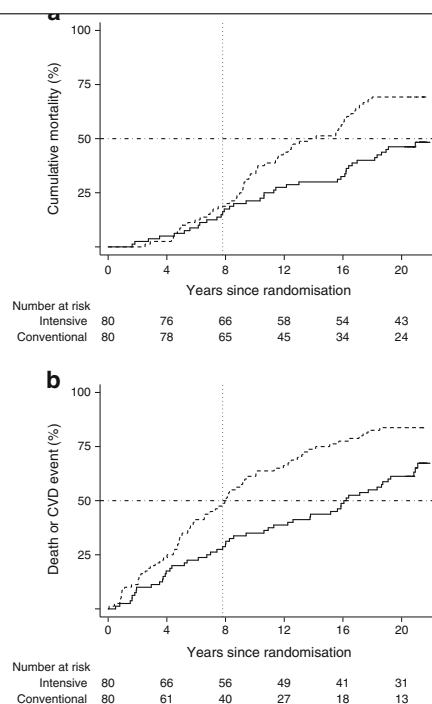 a
100
75
50
25
Cumulative mortality (%)
0 4 8 12 16 20
Years since randomisation
Number at risk
Intensive 80 76 66 58 54 43
Conventional 80 78 65 45 34 24
b
100
75
50
25
Death or CVD event (%)
0 4 8 12 16 20
Years since randomisation
Number at risk
Intensive 80 66 56 49 41 31
Conventional 80 61 40 27 18 13